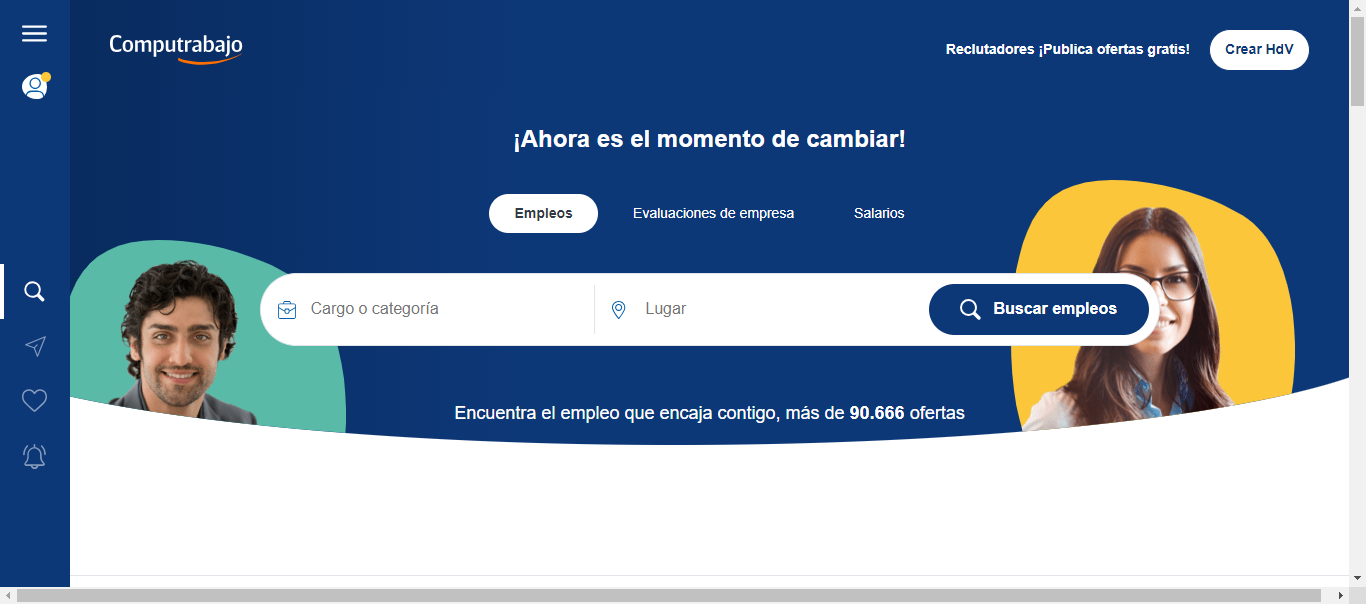 Computrabajo
Reclutadores ¡Publica ofertas gratis!
Crear HdV
¡Ahora es el momento de cambiar!
Empleos
Evaluaciones de empresa
Salarios
Cargo o categoría
Lugar
Buscar empleos
Encuentra el empleo que encaja contigo, más de 90.666 ofertas